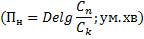 (Пн = Delg Cn/Ck; ум.хв)